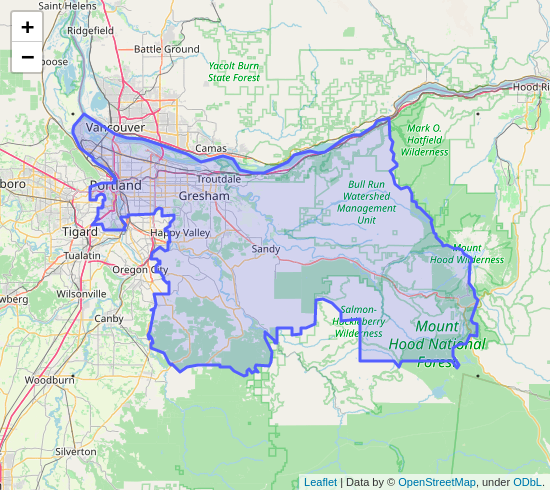 Saint Helens
+
Ridgefield
−
Battle Ground
Yacolt Burn
State Forest
Hood Ri
Vancouver
Camas
Mark O.
Hatfield
Wilderness
Portland
Troutdale
Gresham
Bull Run
Watershed
Management
Unit
boro
Tigard
Happy Valley
Sandy
Mount
Hood Wilderness
Tualatin
Oregon City
wberg
Wilsonville
Canby
Salmon-
Huckleberry
Wilderness
Mount
Hood National
Forest
Woodburn
Silverton
Leaflet | Data by © OpenStreetMap, under ODbL.